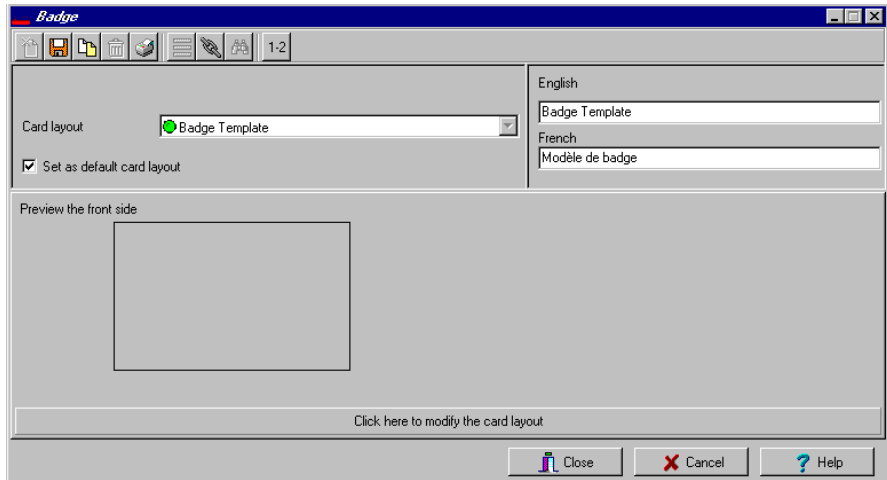 Badge
1-2
English
Badge Template
Card layout
Badge Template
French
Modèle de badge
Set as default card layout
Preview the front side
Click here to modify the card layout
Close
Cancel
Help